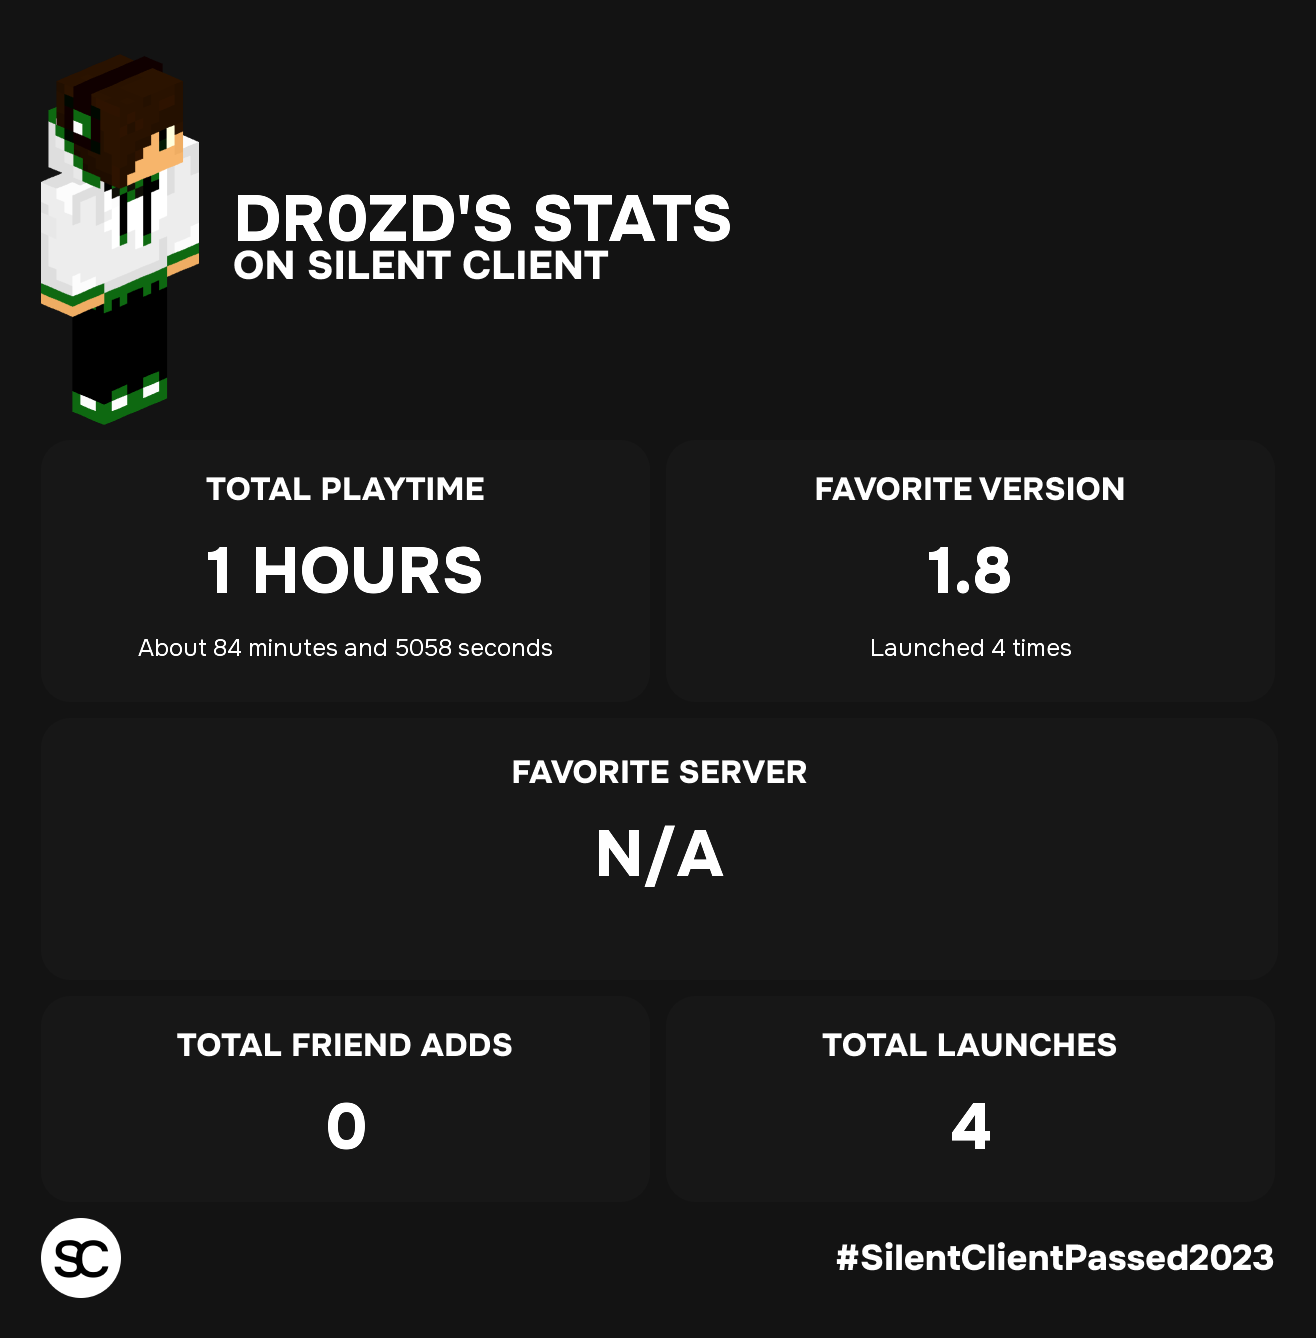 DR0ZD'S STATS
ON SILENT CLIENT
TOTAL PLAYTIME
1 HOURS
About 84 minutes and 5058 seconds
FAVORITE VERSION
1.8
Launched 4 times
FAVORITE SERVER
N/A
TOTAL FRIEND ADDS
0
TOTAL LAUNCHES
4
SC
#SilentClientPassed2023